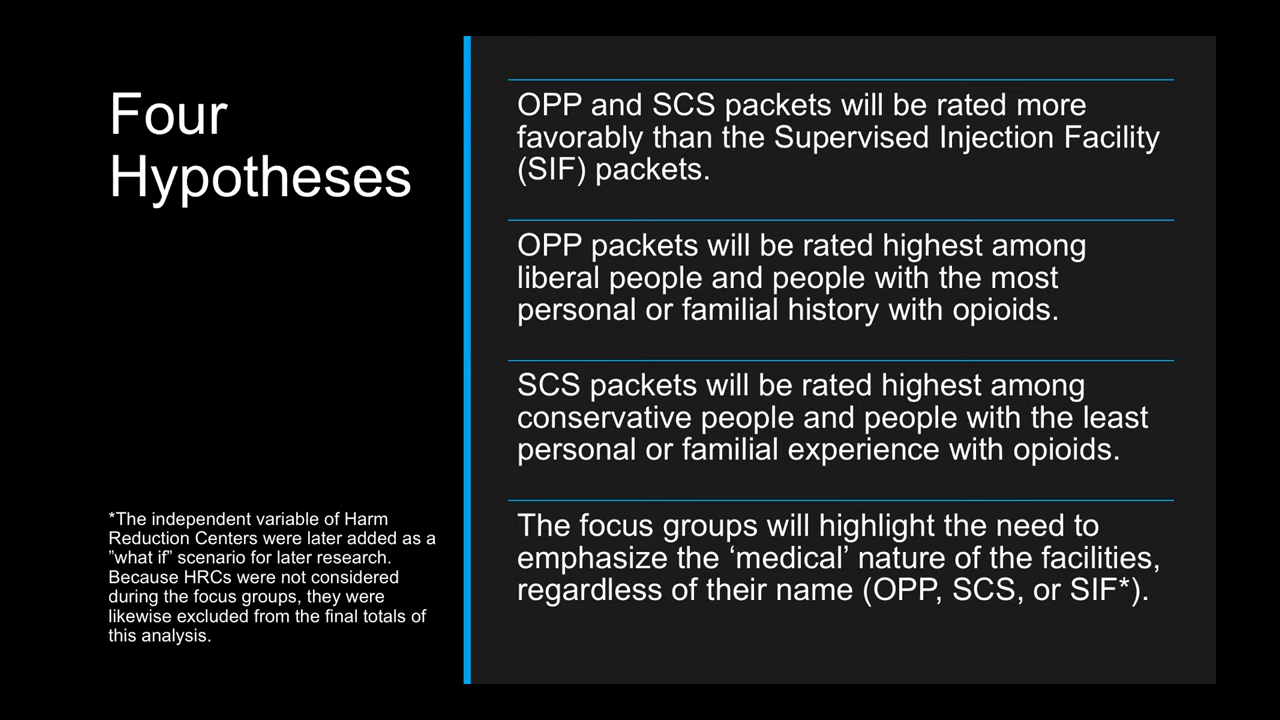 Four
Hypotheses
*The independent variable of Harm
Reduction Centers were later added as a
”what if” scenario for later research.
Because HRCs were not considered
during the focus groups, they were
likewise excluded from the final totals of
this analysis.
OPP and SCS packets will be rated more
favorably than the Supervised Injection Facility
(SIF) packets.
OPP packets will be rated highest among
liberal people and people with the most
personal or familial history with opioids.
SCS packets will be rated highest among
conservative people and people with the least
personal or familial experience with opioids.
The focus groups will highlight the need to
emphasize the ‘medical’ nature of the facilities,
regardless of their name (OPP, SCS, or SIF*).